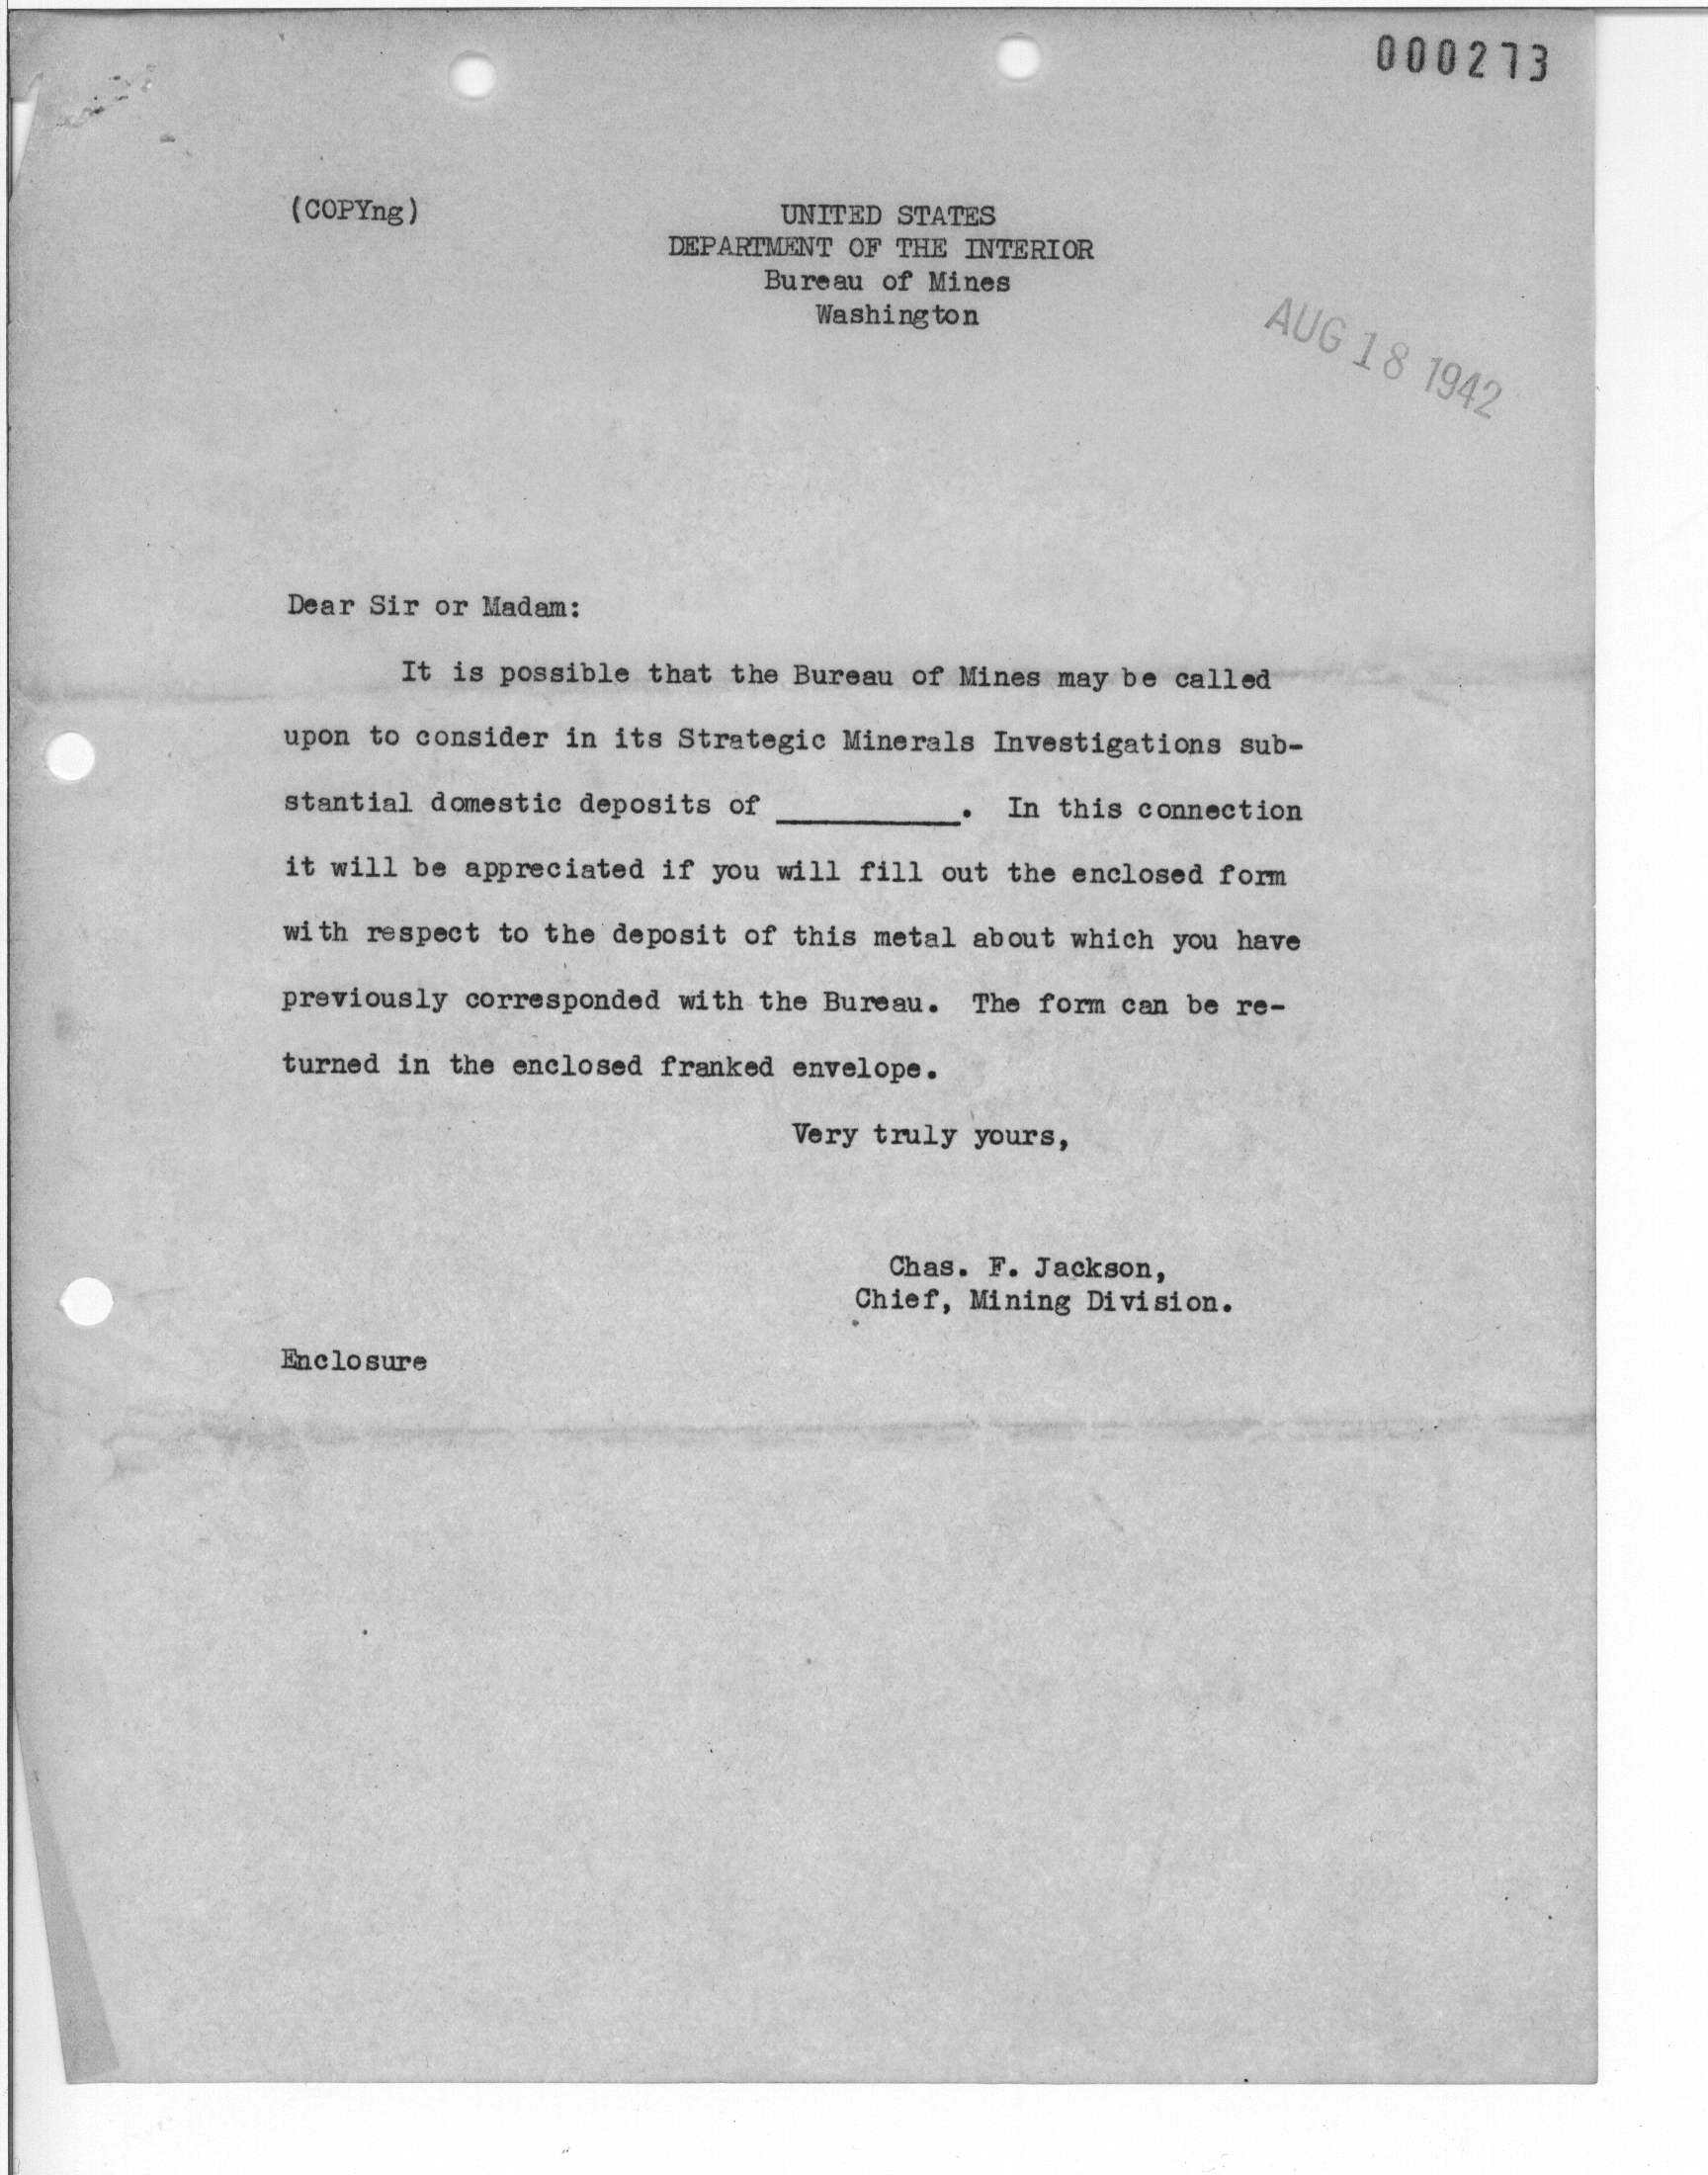 000273
(COPYng)
UNITED STATES
DEPARTMENT OF THE INTERIOR
Bureau of Mines
Washington
AUG 18 1942
Dear Sir or Madam:
It is possible that the Bureau of Mines may be called
upon to consider in its Strategic Minerals Investigations sub-
stantial domestic deposits of __________. In this connection
it will be appreciated if you will fill out the enclosed form
with respect to the deposit of this metal about which you have
previously corresponded with the Bureau. The form can be re-
turned in the enclosed franked envelope.
Very truly yours,
Chas. F. Jackson,
Chief, Mining Division.
Enclosure